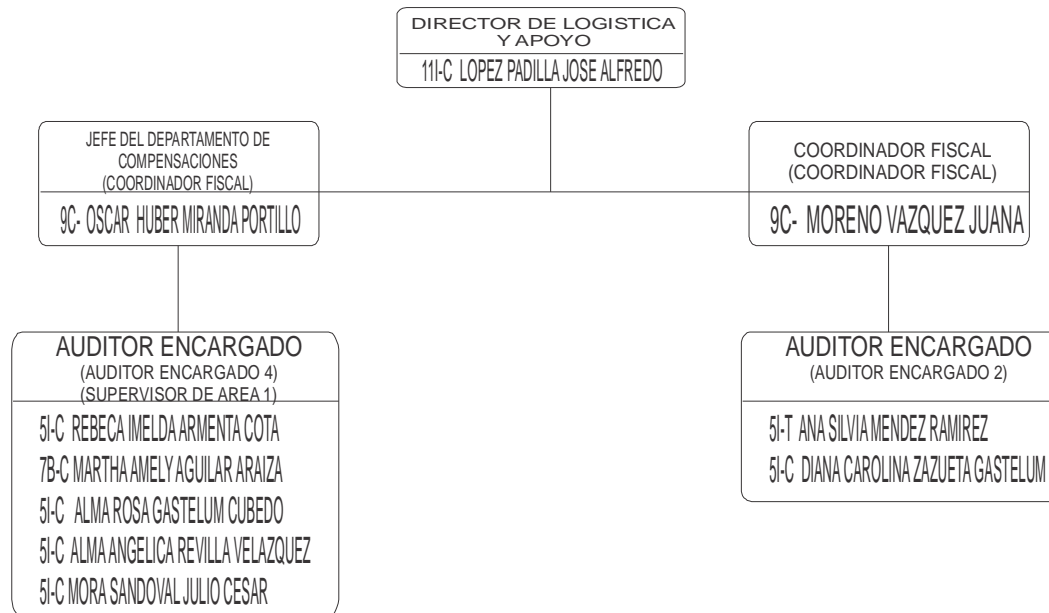 DIRECTOR DE LOGISTICA
Y APOYO
11I-C LOPEZ PADILLA JOSE ALFREDO
JEFE DEL DEPARTAMENTO DE
COMPENSACIONES
(COORDINADOR FISCAL)
9C- OSCAR HUBER MIRANDA PORTILLO
COORDINADOR FISCAL
(COORDINADOR FISCAL)
9C- MORENO VAZQUEZ JUANA
AUDITOR ENCARGADO
(AUDITOR ENCARGADO 4)
(SUPERVISOR DE AREA 1)
5I-C REBECA IMELDA ARMENTA COTA
7B-C MARTHA AMELY AGUILAR ARAIZA
5I-C ALMA ROSA GASTELUM CUBEDO
5I-C ALMA ANGELICA REVILLA VELAZQUEZ
5I-C MORA SANDOVAL JULIO CESAR
AUDITOR ENCARGADO
(AUDITOR ENCARGADO 2)
5I-T ANA SILVIA MENDEZ RAMIREZ
5I-C DIANA CAROLINA ZAZUETA GASTELUM